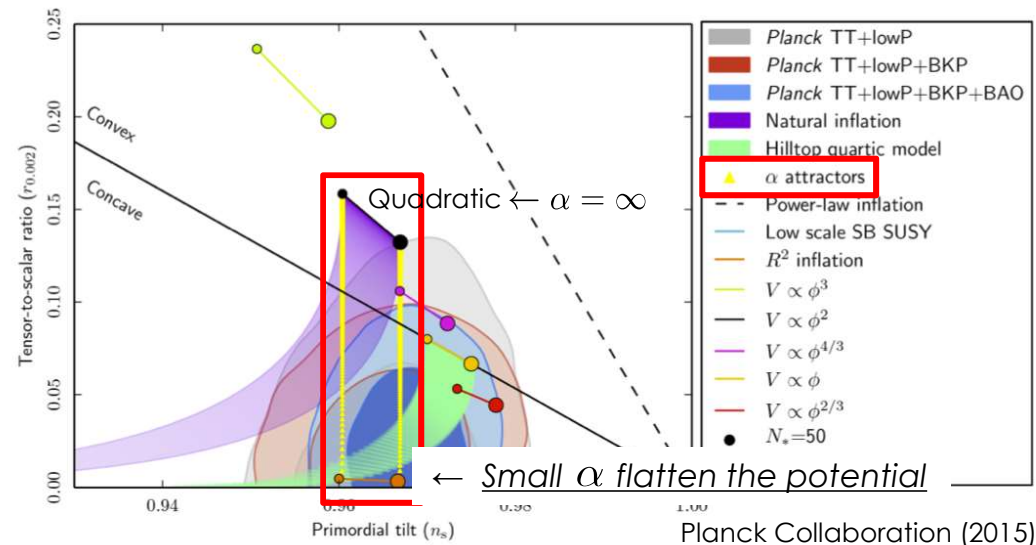 0.25
0.20
0.15
0.10
0.05
0.00
Tensor-to-scalar ratio (r₀.₀₀₂)
Convex
Concave
Quadratic ← α = ∞
← Small α flatten the potential
0.94
0.96
0.98
1.00
Primordial tilt (nₛ)
Planck TT+lowP
Planck TT+lowP+BKP
Planck TT+lowP+BKP+BAO
Natural inflation
Hilltop quartic model
α attractors
Power-law inflation
Low scale SB SUSY
R² inflation
V ∝ ϕ³
V ∝ ϕ²
V ∝ ϕ⁴/³
V ∝ ϕ
V ∝ ϕ²/³
N*=50
Planck Collaboration (2015)